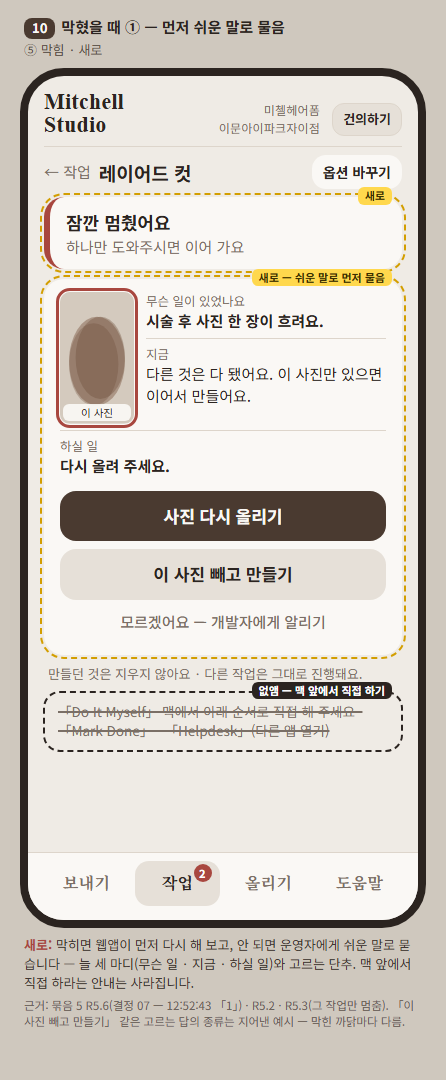 10 막혔을 때 ① — 먼저 쉬운 말로 물음
⑤ 막힘 · 새로
Mitchell
Studio
미첼헤어폼
이문아이파크자이점
건의하기
← 작업 레이어드 컷
옵션 바꾸기
새로
잠깐 멈췄어요
하나만 도와주시면 이어 가요
새로 — 쉬운 말로 먼저 물음
무슨 일이 있었나요
시술 후 사진 한 장이 흐려요.
지금
다른 것은 다 됐어요. 이 사진만 있으면
이어서 만들어요.
이 사진
하실 일
다시 올려 주세요.
사진 다시 올리기
이 사진 빼고 만들기
모르겠어요 — 개발자에게 알리기
만들던 것은 지우지 않아요 · 다른 작업은 그대로 진행돼요.
없앰 — 맥 앞에서 직접 하기
「Do It Myself」 맥에서 아래 순서로 직접 해 주세요
「Mark Done」 「Helpdesk」(다른 앱 열기)
보내기
작업 2
올리기
도움말
새로: 막히면 웹앱이 먼저 다시 해 보고, 안 되면 운영자에게 쉬운 말로 묻
습니다 — 늘 세 마디(무슨 일 · 지금 · 하실 일)와 고르는 단추. 맥 앞에서
직접 하라는 안내는 사라집니다.
근거: 묶음 5 R5.6(결정 07 — 12:52:43 「1」) · R5.2 · R5.3(그 작업만 멈춤). 「이
사진 빼고 만들기」 같은 고르는 답의 종류는 지어낸 예시 — 막힌 까닭마다 다름.